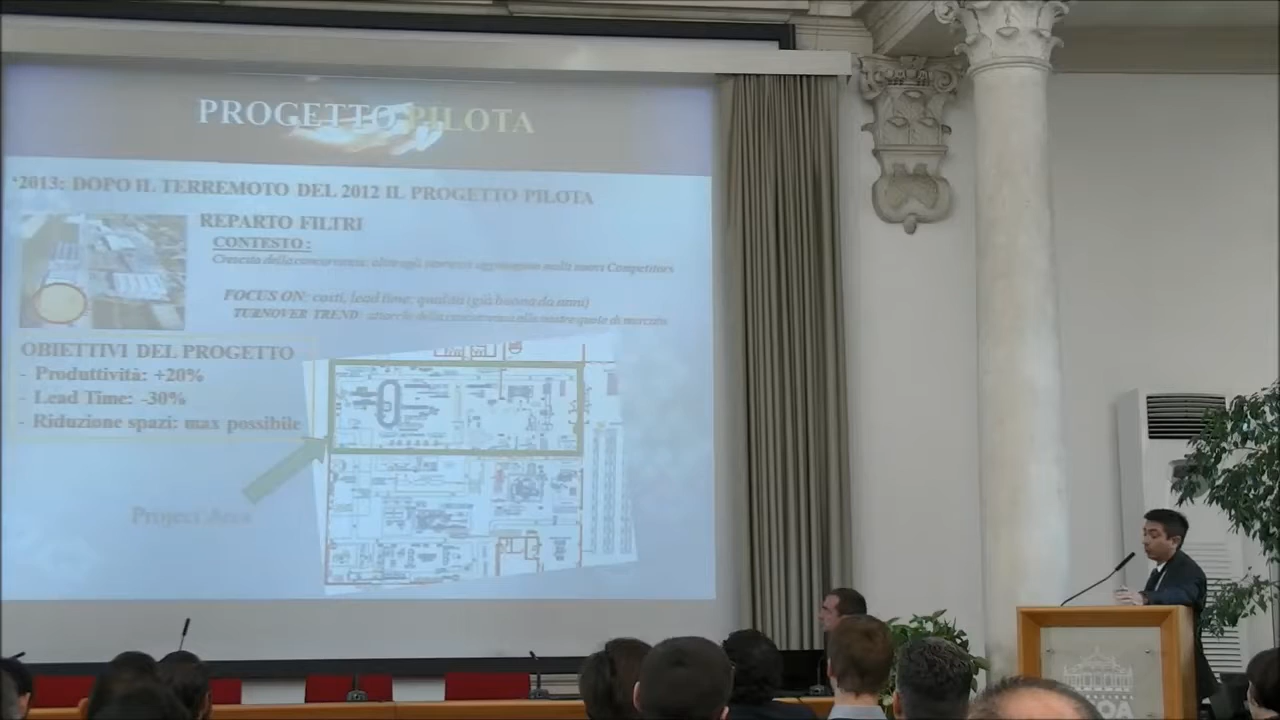 PROGETTO PILOTA
'2013: DOPO IL TERREMOTO DEL 2012 IL PROGETTO PILOTA
REPARTO FILTRI
CONTESTO:
Crescita della concorrenza: oltre agli storici si aggiungono molti nuovi Competitors
FOCUS ON: costi, lead time, qualità (già buona da anni)
TURNOVER TREND: attacco della concorrenza alla nostre quote di mercato
OBIETTIVI DEL PROGETTO
- Produttività: +20%
- Lead Time: -30%
- Riduzione spazi: max possibile
Project Area